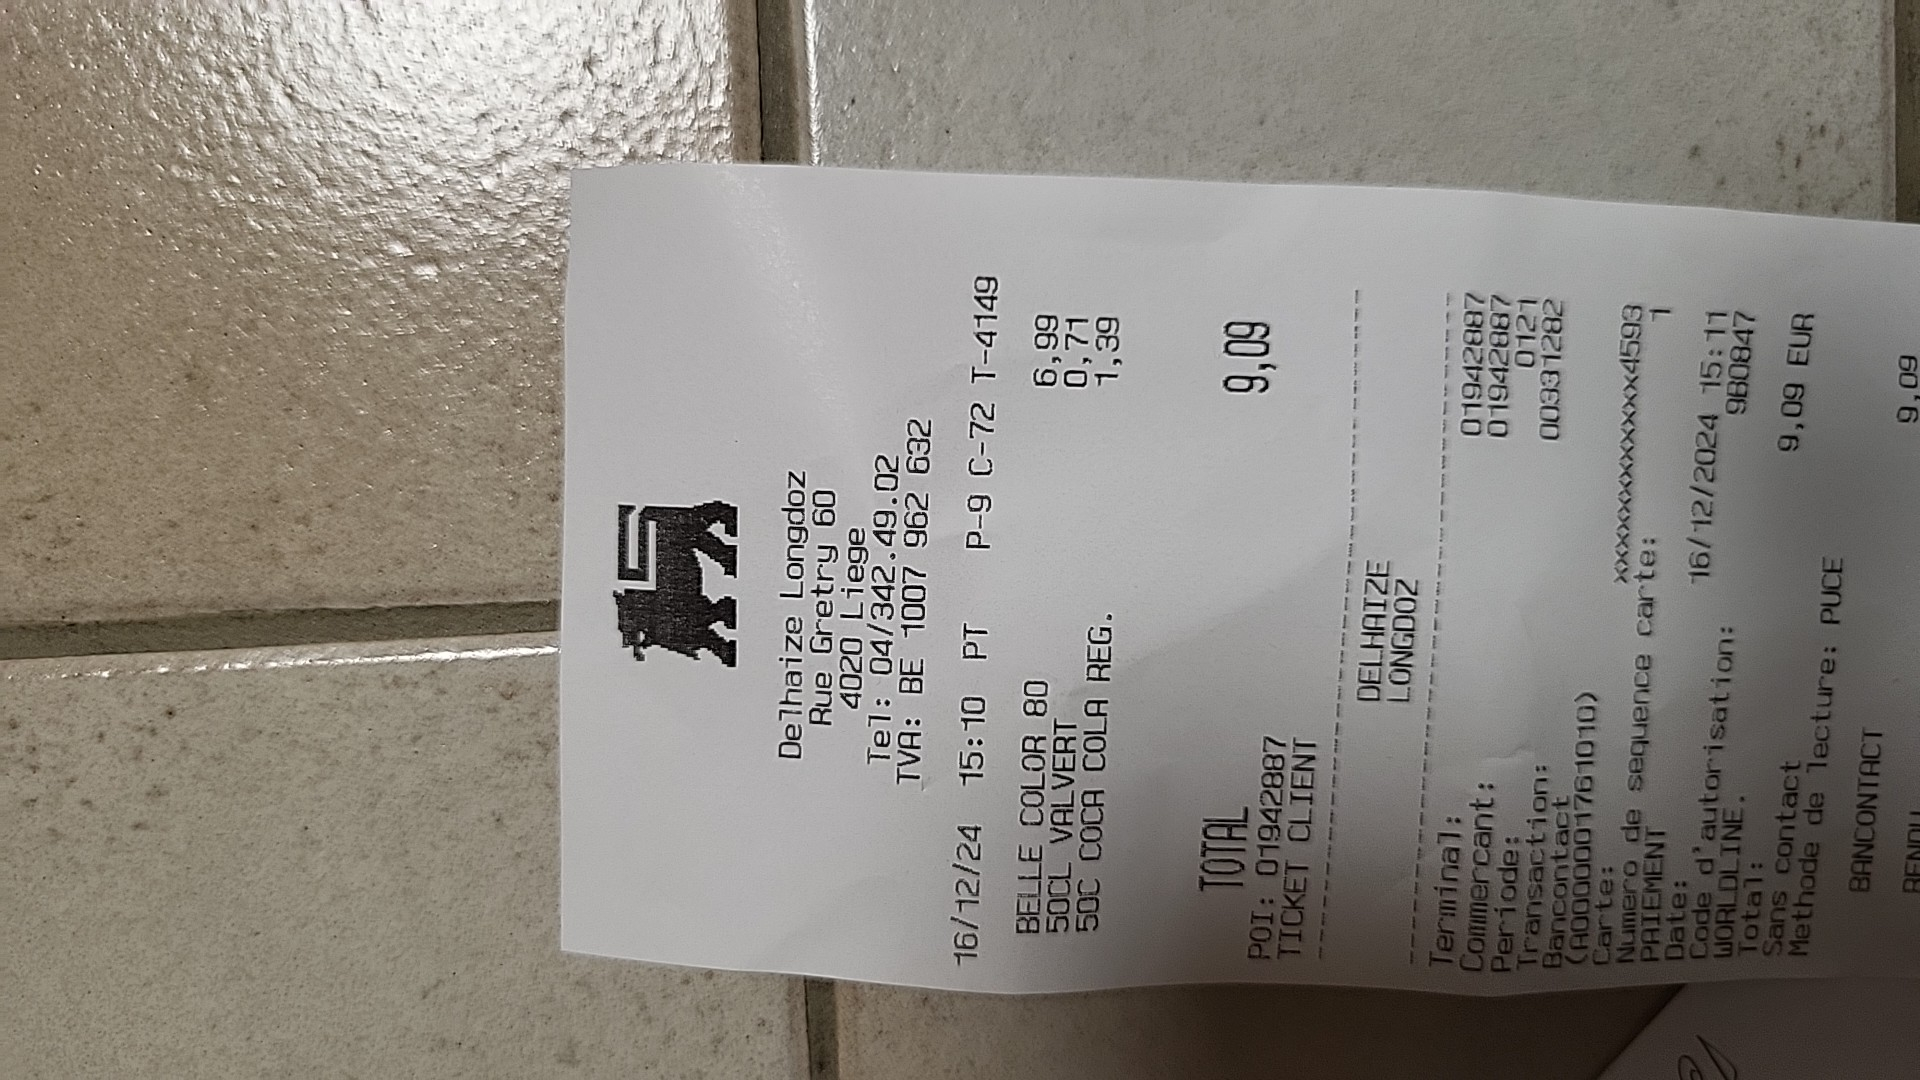 Delhaize Longdoz
Rue Gretry 60
4020 Liege
Tel: 04/342.49.02
TVA: BE 1007 962 632
16/12/24 15:10 PT P-9 C-72 T-4149
BELLE COLOR 80 6,99
50CL VALVERT 0,71
50C COCA COLA REG. 1,39
TOTAL 9,09
POI: 01942887
TICKET CLIENT
DELHAIZE
LONGDOZ
Terminal: 01942887
Commercant: 01942887
Periode: 0121
Transaction: 00331282
Bancontact
(A0000001761010)
Carte: xxxxxxxxxxxxxxx4593
Numero de sequence carte: 1
PAIEMENT
Date: 16/12/2024 15:11
Code d'autorisation: 9B0847
WORLDLINE.
Total: 9,09 EUR
Sans contact
Methode de lecture: PUCE
BANCONTACT 9,09
RENDU